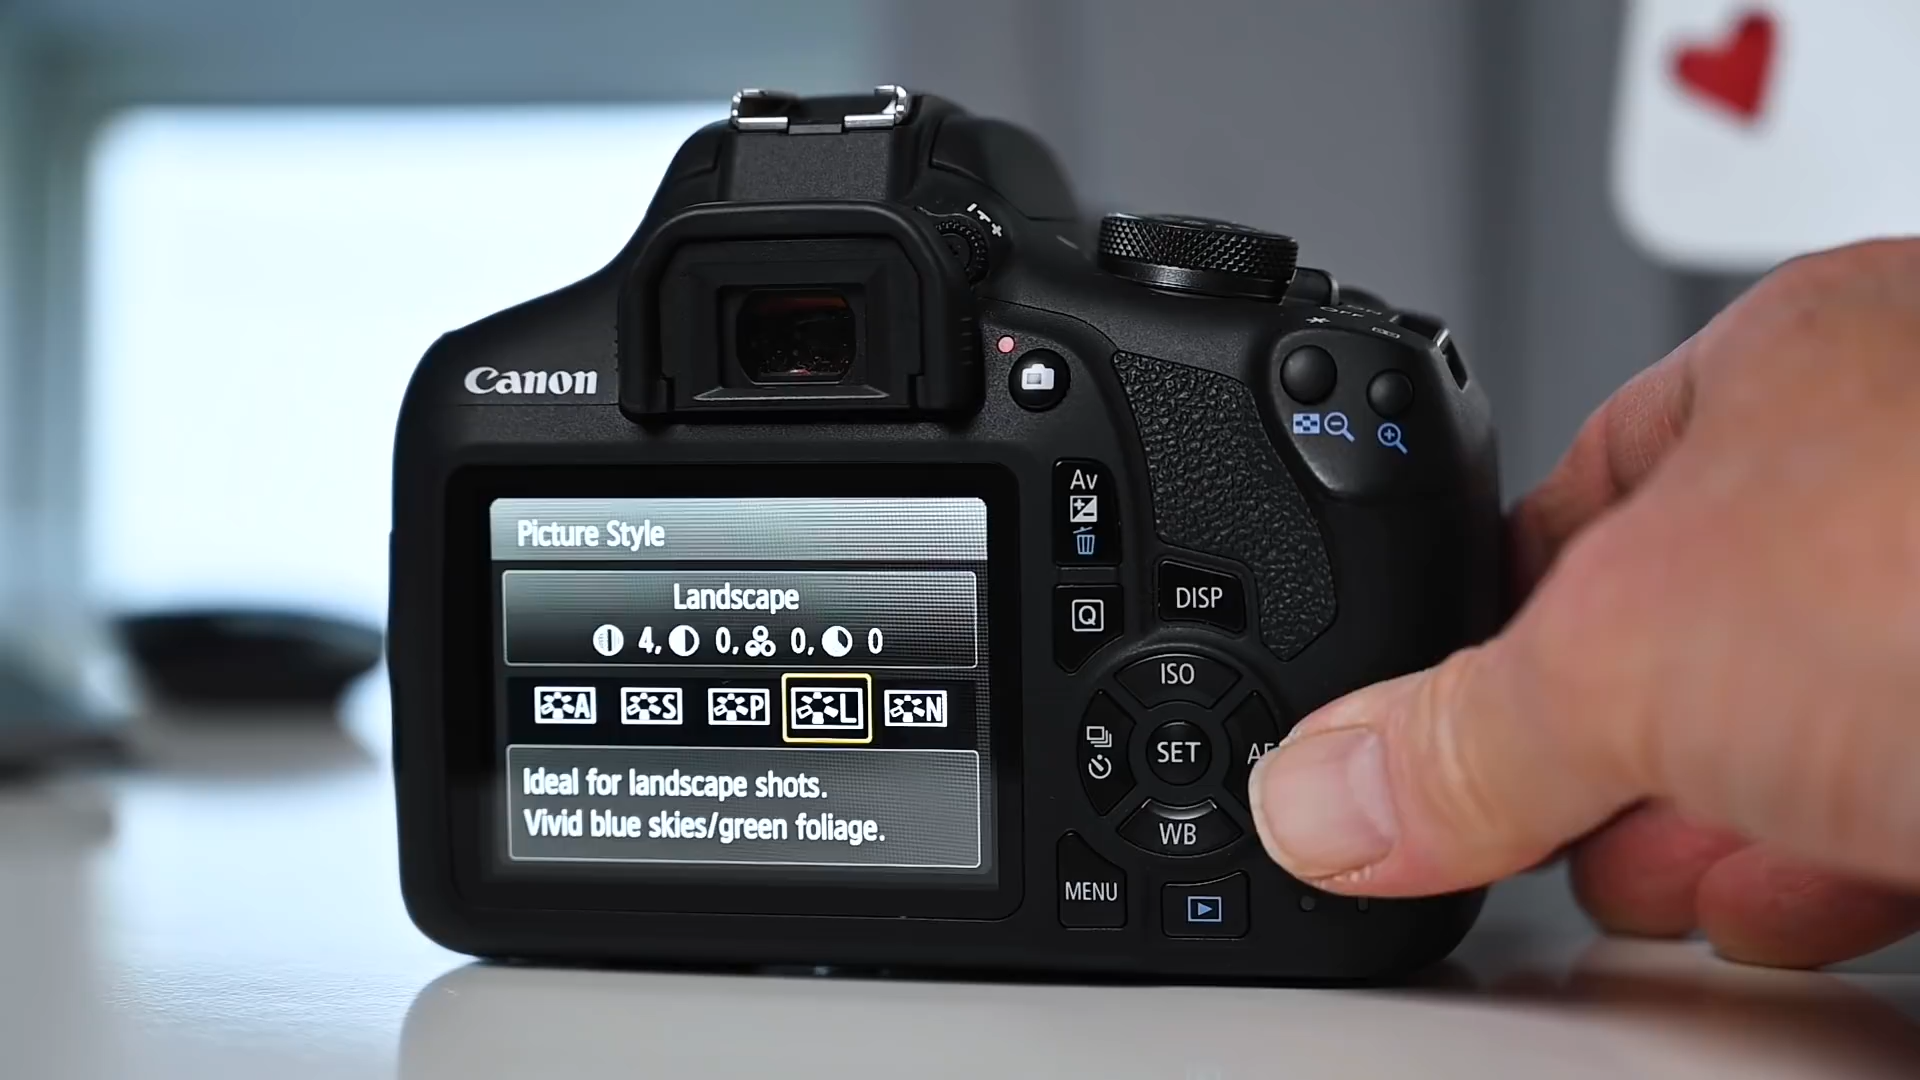 Canon
OFF
Picture Style
Landscape
4, 0, 0, 0
A S P L N
Ideal for landscape shots.
Vivid blue skies/green foliage.
Av
Q
DISP
ISO
SET
WB
MENU